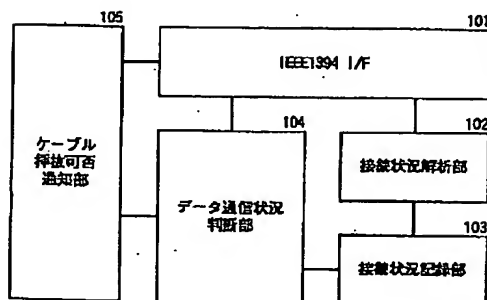 105
101
IEEE1394 I/F
104
102
ケーブル
挿抜可否
通知部
接続状況解析部
データ通信状況
判断部
103
接続状況記録部